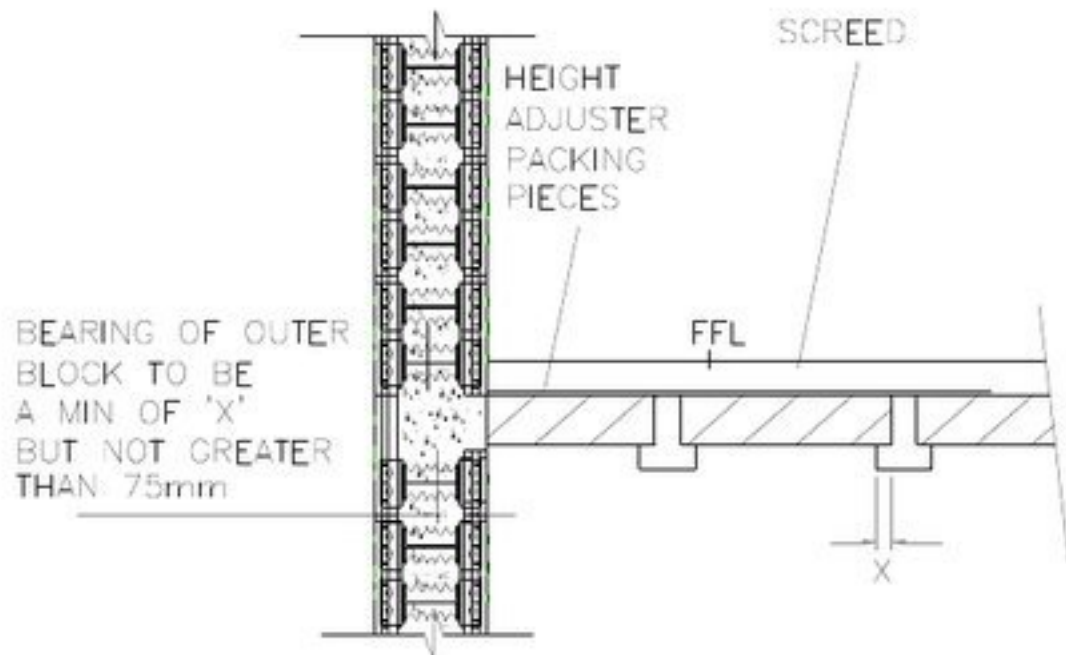 SCREED
HEIGHT
ADJUSTER
PACKING
PIECES
BEARING OF OUTER
BLOCK TO BE
A MIN OF 'X'
BUT NOT GREATER
THAN 75mm
FFL
X